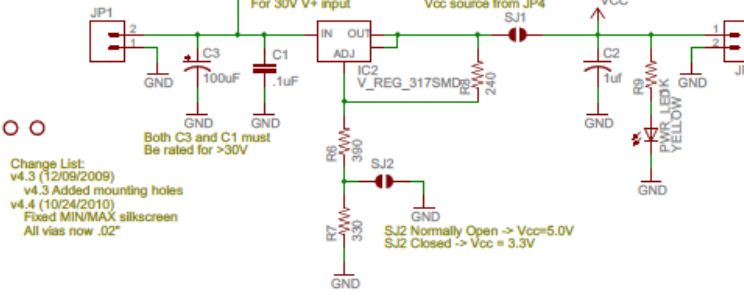 For 30V V+ input
Vcc source from JP4
VCC
JP1
2
1
GND
C3
100uF
GND
C1
.1uF
GND
IN
OUT
ADJ
IC2
V_REG_317SMD
SJ1
R8
240
C2
1uf
GND
R9
1K
PWR_LED
YELLOW
GND
1
2
GND
Both C3 and C1 must
Be rated for >30V
Change List:
v4.3 (12/09/2009)
v4.3 Added mounting holes
v4.4 (10/24/2010)
Fixed MIN/MAX silkscreen
All vias now .02"
R6
390
SJ2
GND
R7
330
GND
SJ2 Normally Open -> Vcc=5.0V
SJ2 Closed -> Vcc = 3.3V